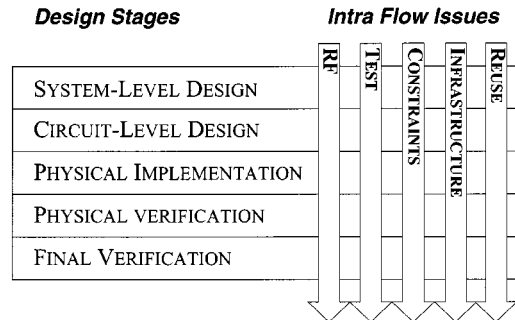 Design Stages
Intra Flow Issues
RF
TEST
CONSTRAINTS
INFRASTRUCTURE
REUSE
SYSTEM-LEVEL DESIGN
CIRCUIT-LEVEL DESIGN
PHYSICAL IMPLEMENTATION
PHYSICAL VERIFICATION
FINAL VERIFICATION